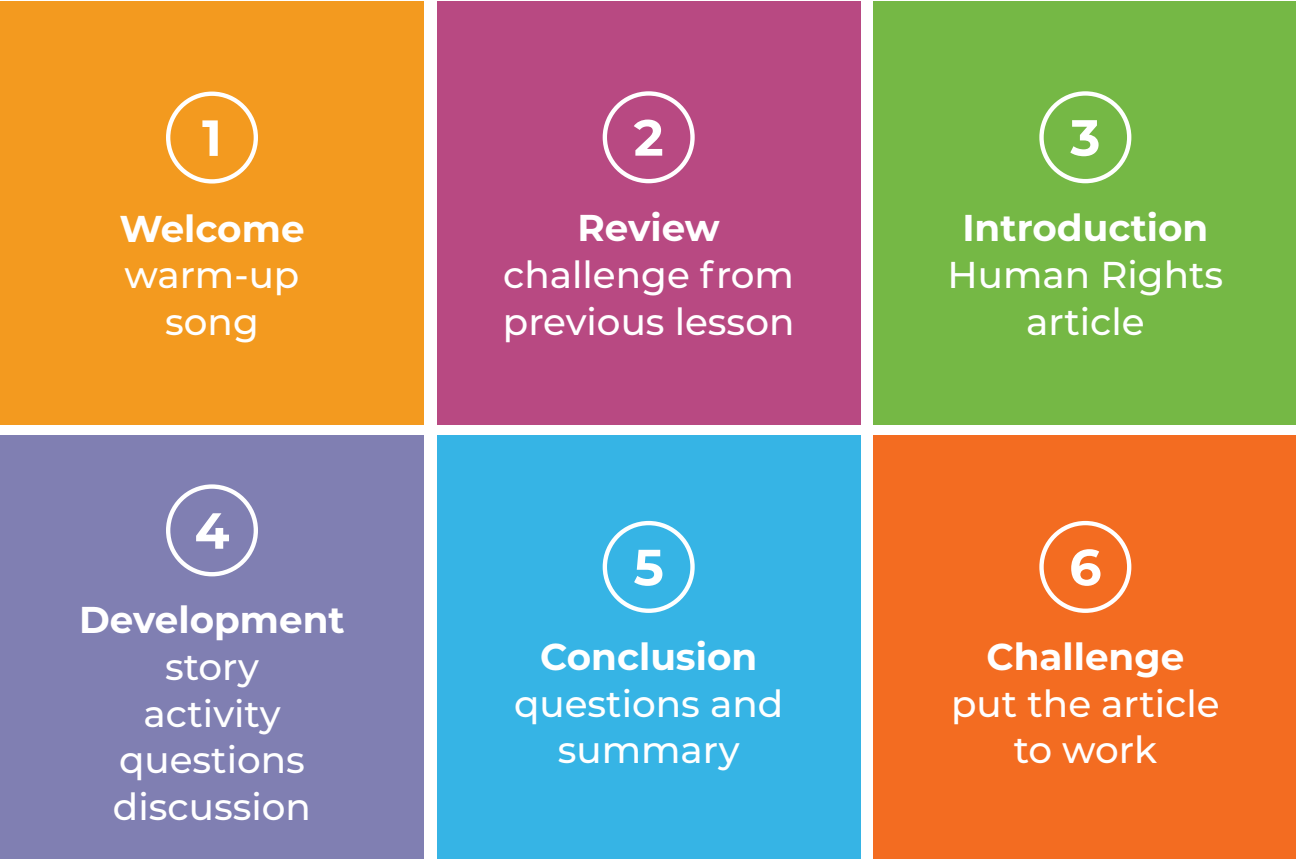 1
Welcome
warm-up
song
2
Review
challenge from
previous lesson
3
Introduction
Human Rights
article
4
Development
story
activity
questions
discussion
5
Conclusion
questions and
summary
6
Challenge
put the article
to work